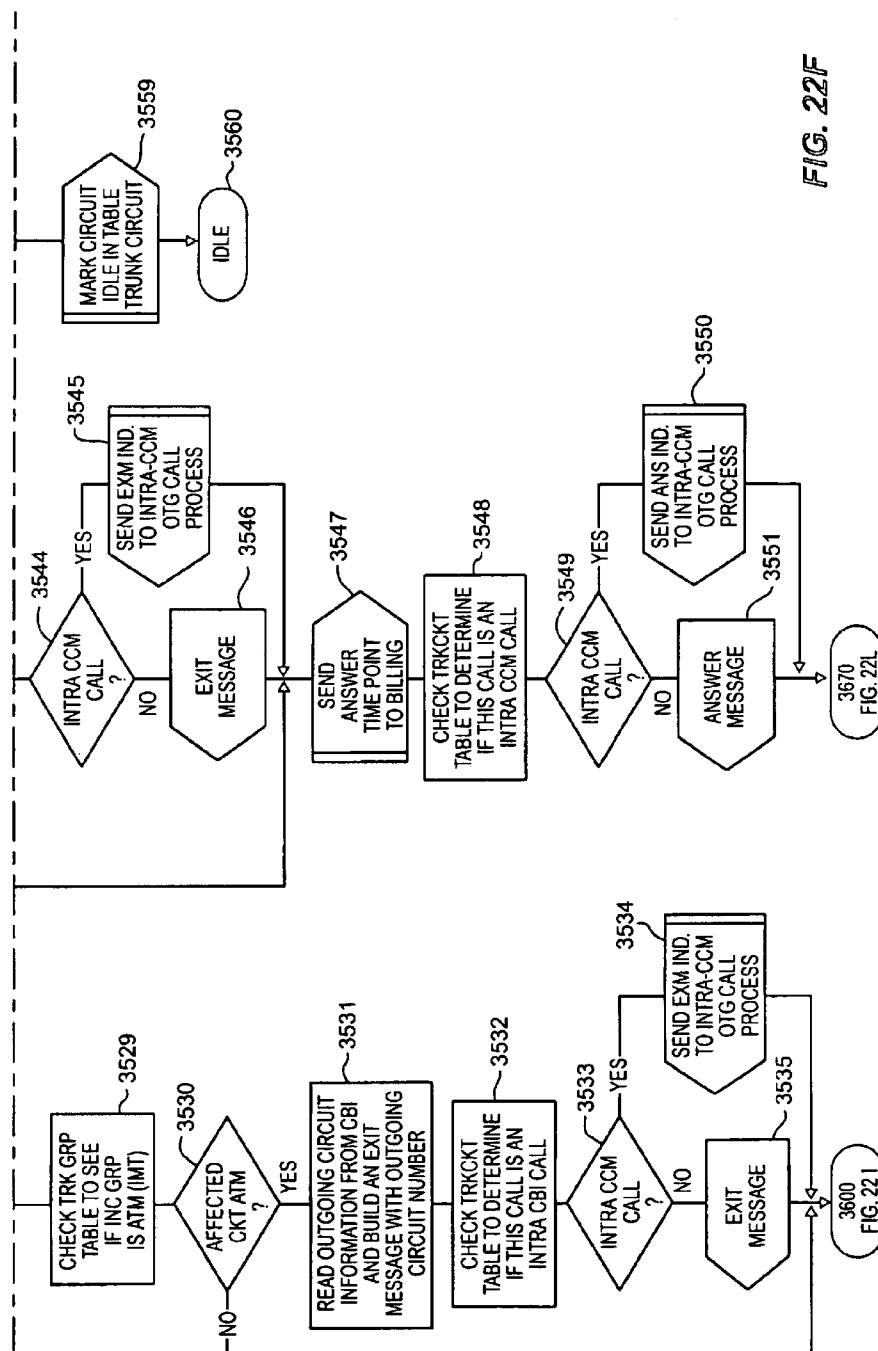 3529
CHECK TRK GRP
TABLE TO SEE
IF INC GRP
IS ATM (IMT)
3530
AFFECTED
CKT ATM
?
NO
YES
3531
READ OUTGOING CIRCUIT
INFORMATION FROM CBI
AND BUILD AN EXIT
MESSAGE WITH OUTGOING
CIRCUIT NUMBER
3532
CHECK TRKCKT
TABLE TO DETERMINE
IF THIS CALL IS AN
INTRA CBI CALL
3533
INTRA CCM
CALL
?
YES
NO
3534
SEND EXM IND.
TO INTRA-CCM
OTG CALL
PROCESS
3535
EXIT
MESSAGE
3600
FIG. 22 I
3544
INTRA CCM
CALL
?
YES
NO
3545
SEND EXM IND.
TO INTRA-CCM
OTG CALL
PROCESS
3546
EXIT
MESSAGE
3547
SEND
ANSWER
TIME POINT
TO BILLING
3548
CHECK TRKCKT
TABLE TO DETERMINE
IF THIS CALL IS AN
INTRA CCM CALL
3549
INTRA CCM
CALL
?
YES
NO
3550
SEND ANS IND.
TO INTRA-CCM
OTG CALL
PROCESS
3551
ANSWER
MESSAGE
3670
FIG. 22L
3559
MARK CIRCUIT
IDLE IN TABLE
TRUNK CIRCUIT
3560
IDLE
FIG. 22F